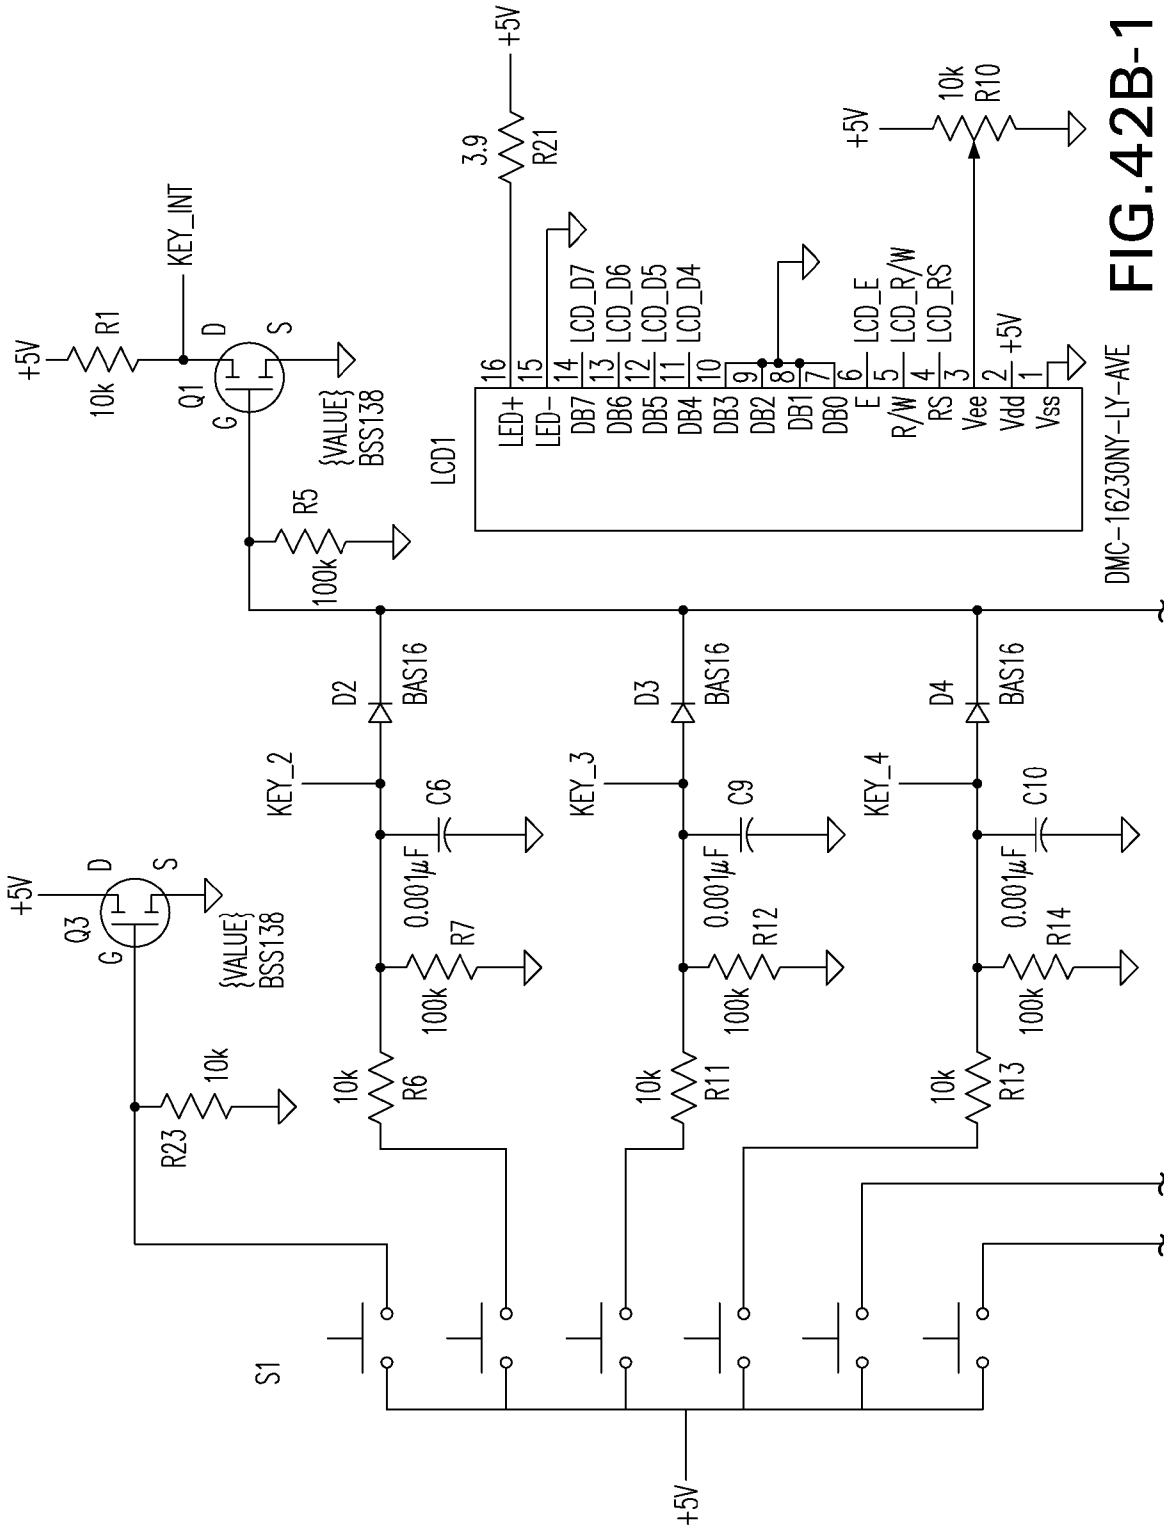 +5V
R1
10k
KEY_INT
Q1
D
G
S
{VALUE}
BSS138
R5
100k
+5V
Q3
D
G
S
{VALUE}
BSS138
R23
10k
KEY_2
D2
BAS16
C6
0.001μF
R7
100k
10k
R6
KEY_3
D3
BAS16
C9
0.001μF
R12
100k
10k
R11
KEY_4
D4
BAS16
C10
0.001μF
R14
100k
10k
R13
S1
+5V
LCD1
LED+ 16
LED- 15
DB7 14 LCD_D7
DB6 13 LCD_D6
DB5 12 LCD_D5
DB4 11 LCD_D4
DB3 10
DB2 9
DB1 8
DB0 7
E 6 LCD_E
R/W 5 LCD_R/W
RS 4 LCD_RS
Vee 3
Vdd 2 +5V
Vss 1
DMC-16230NY-LY-AVE
3.9
R21
+5V
+5V
10k
R10
FIG.42B-1